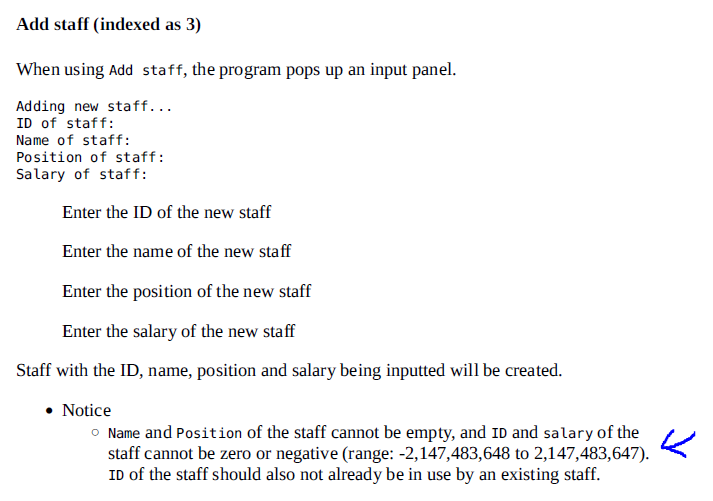 Add staff (indexed as 3)
When using Add staff, the program pops up an input panel.
Adding new staff...
ID of staff:
Name of staff:
Position of staff:
Salary of staff:
Enter the ID of the new staff
Enter the name of the new staff
Enter the position of the new staff
Enter the salary of the new staff
Staff with the ID, name, position and salary being inputted will be created.
• Notice
◦ Name and Position of the staff cannot be empty, and ID and salary of the
staff cannot be zero or negative (range: -2,147,483,648 to 2,147,483,647).
ID of the staff should also not already be in use by an existing staff.